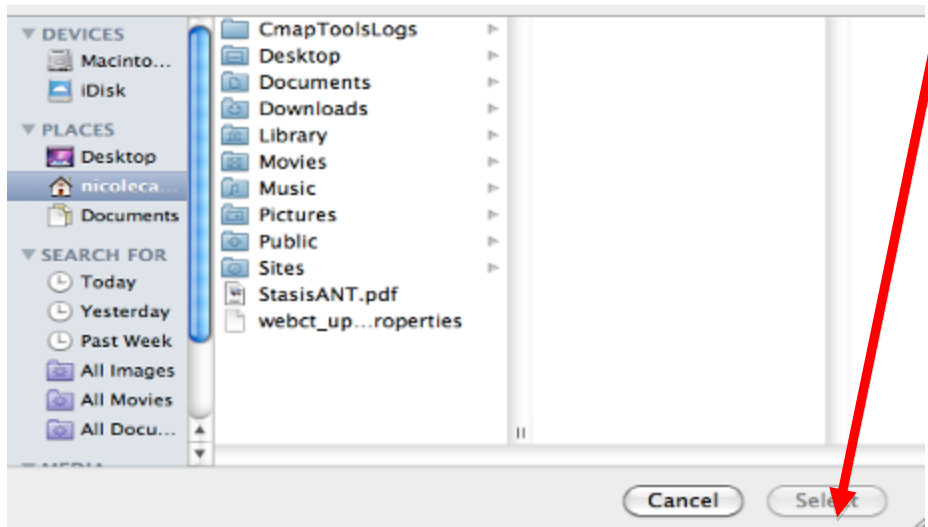 DEVICES
Macinto...
iDisk
PLACES
Desktop
nicoleca...
Documents
SEARCH FOR
Today
Yesterday
Past Week
All Images
All Movies
All Docu...
CmapToolsLogs
Desktop
Documents
Downloads
Library
Movies
Music
Pictures
Public
Sites
StasisANT.pdf
webct_up...roperties
Cancel
Select